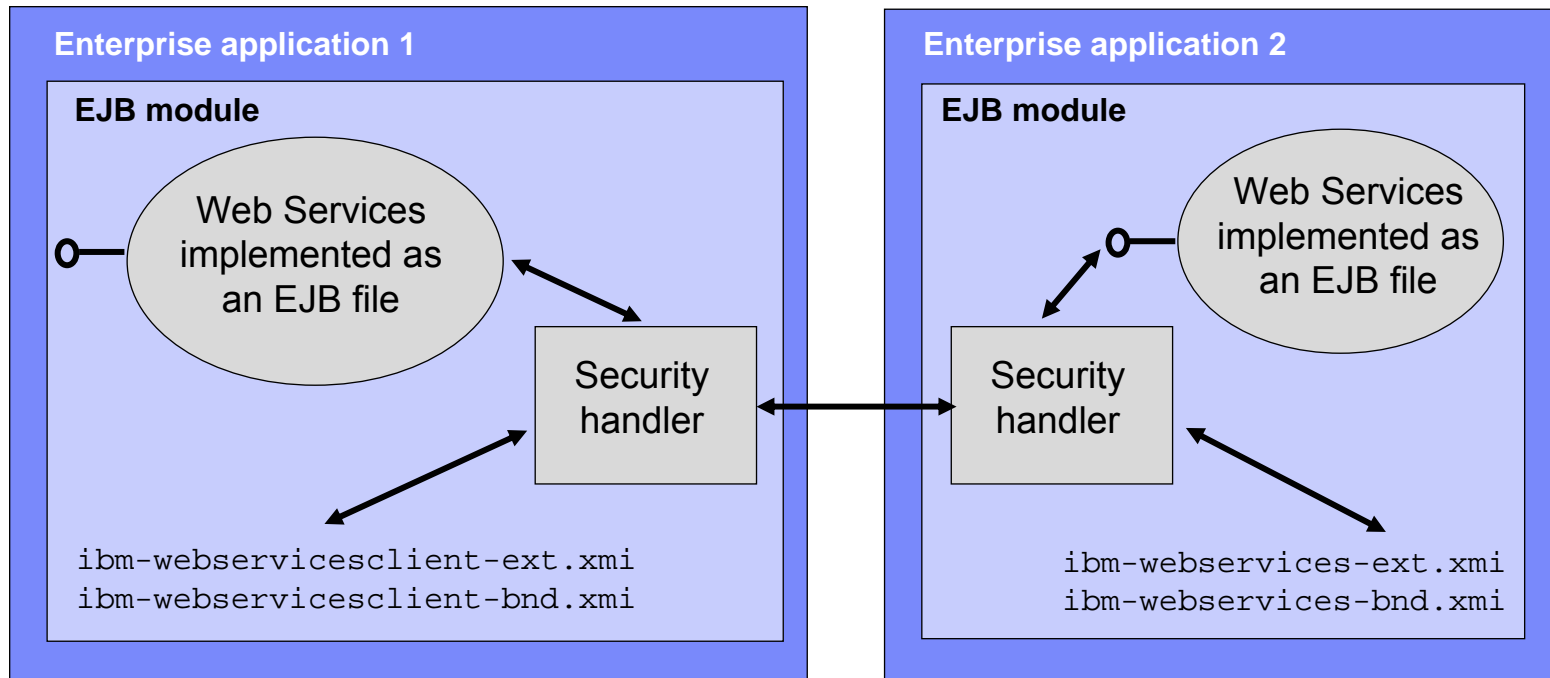 Enterprise application 1
EJB module
Web Services
implemented as
an EJB file
Security
handler
ibm-webservicesclient-ext.xmi
ibm-webservicesclient-bnd.xmi
Enterprise application 2
EJB module
Web Services
implemented as
an EJB file
Security
handler
ibm-webservices-ext.xmi
ibm-webservices-bnd.xmi